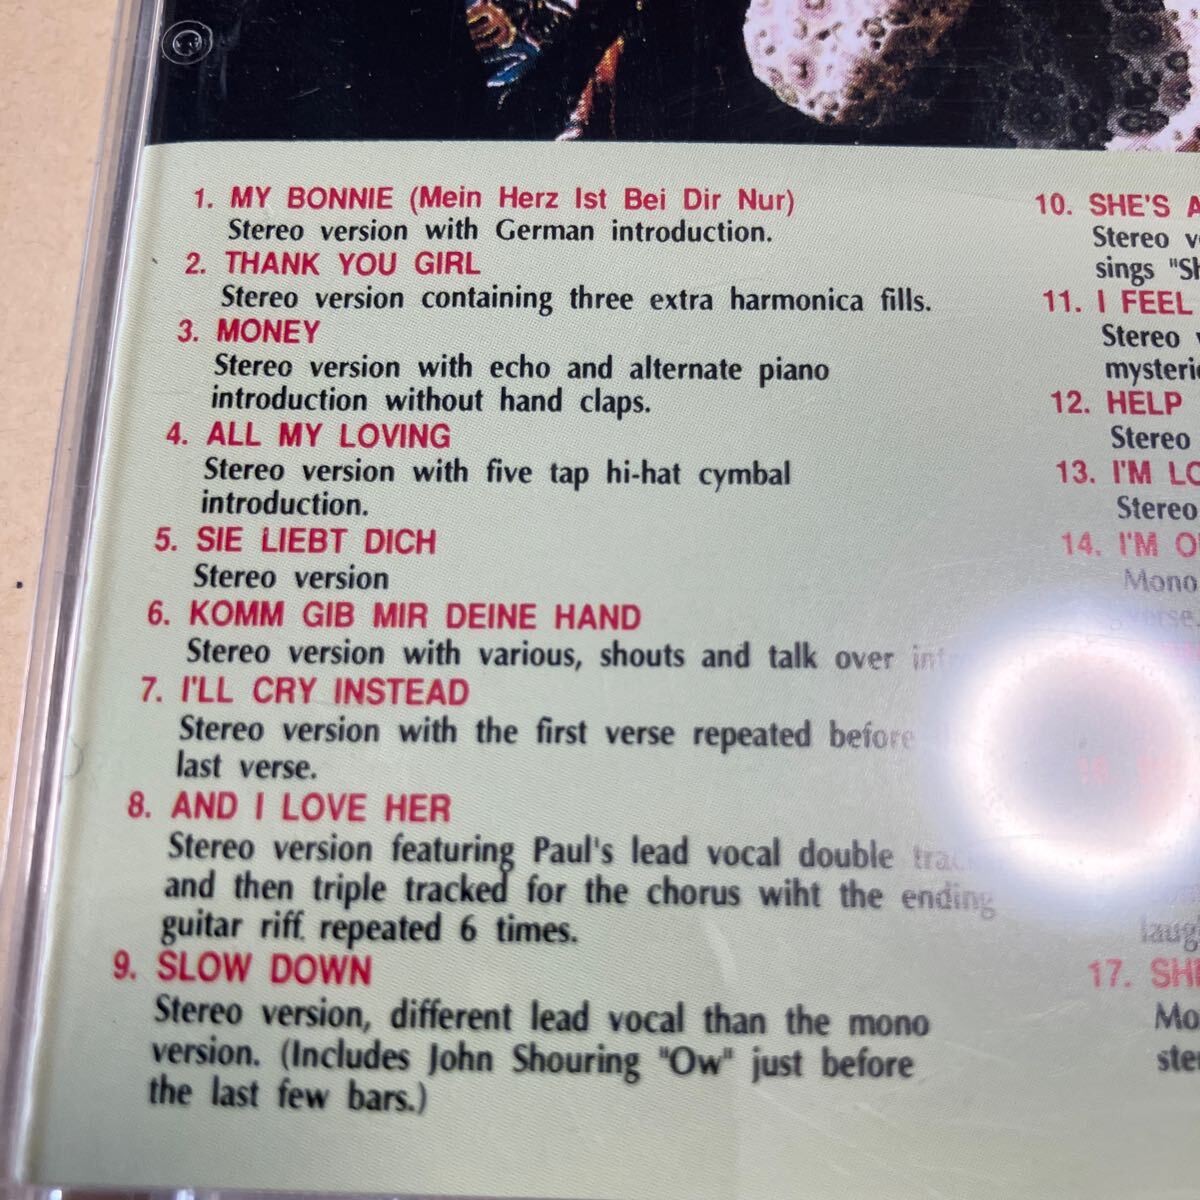 1. MY BONNIE (Mein Herz Ist Bei Dir Nur)
Stereo version with German introduction.
2. THANK YOU GIRL
Stereo version containing three extra harmonica fills.
3. MONEY
Stereo version with echo and alternate piano
introduction without hand claps.
4. ALL MY LOVING
Stereo version with five tap hi-hat cymbal
introduction.
5. SIE LIEBT DICH
Stereo version
6. KOMM GIB MIR DEINE HAND
Stereo version with various, shouts and talk over
7. I'LL CRY INSTEAD
Stereo version with the first verse repeated before
last verse.
8. AND I LOVE HER
Stereo version featuring Paul's lead vocal double
and then triple tracked for the chorus wiht the ending
guitar riff. repeated 6 times.
9. SLOW DOWN
Stereo version, different lead vocal than the mono
version. (Includes John Shouring "Ow" just before
the last few bars.)
10. SHE'S
Stereo
sings
11. I FEEL
Stereo
12. HELP
Stereo
13. I'M
Stereo
14. I'M
Mono
17.